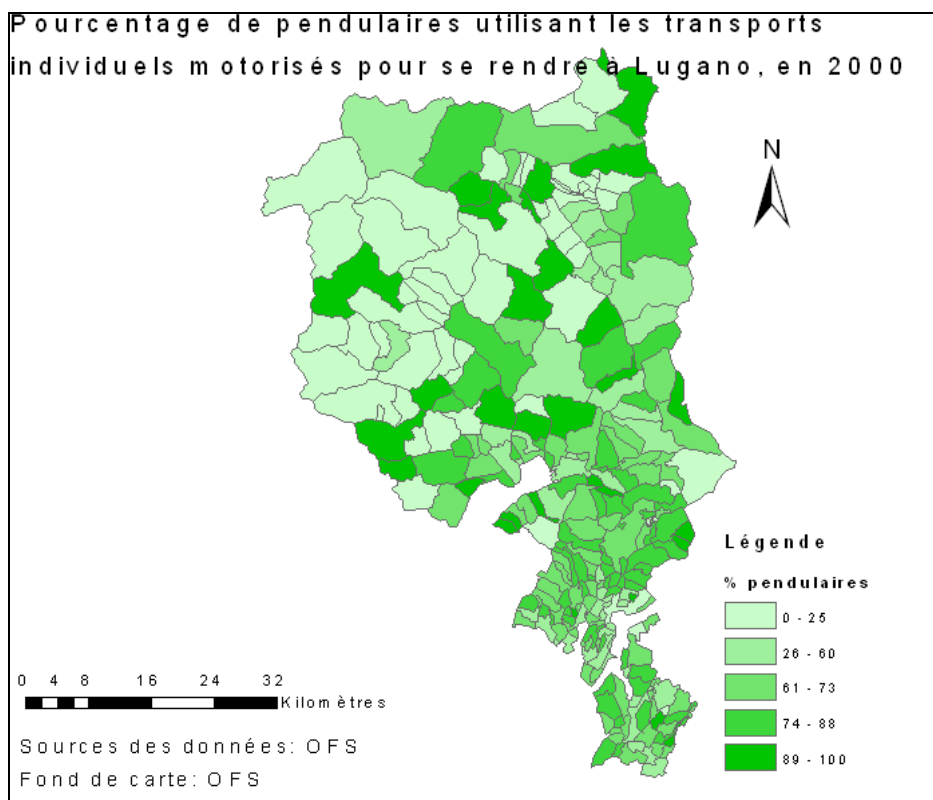 Pourcentage de pendulaires utilisant les transports
individuels motorisés pour se rendre à Lugano, en 2000
N
Légende
% pendulaires
0 - 25
26 - 60
61 - 73
74 - 88
89 - 100
0 4 8 16 24 32
Kilomètres
Sources des données: OFS
Fond de carte: OFS